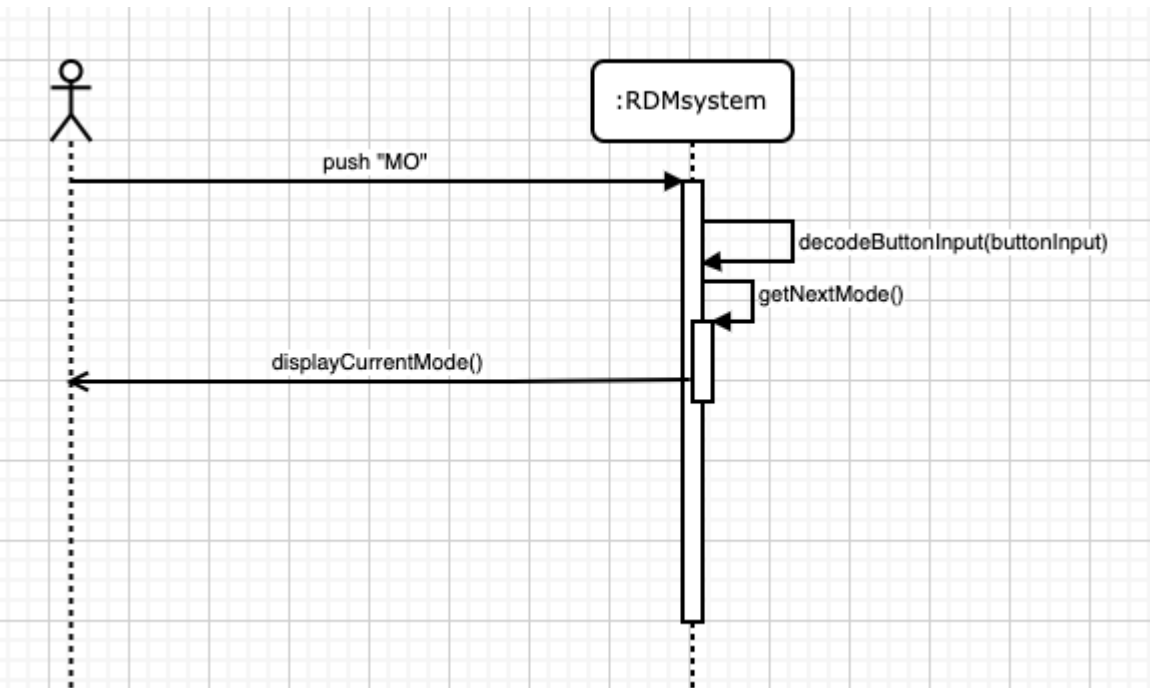 :RDMsystem
push "MO"
decodeButtonInput(buttonInput)
getNextMode()
displayCurrentMode()